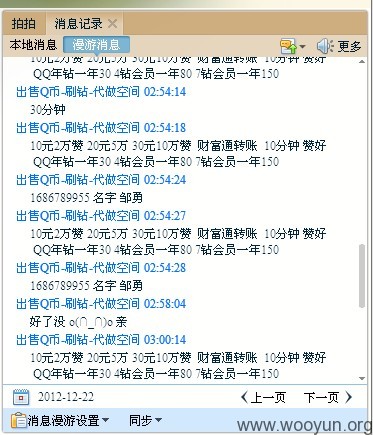 拍拍 消息记录
本地消息 漫游消息 更多
10元2万赞 20元5万 30元10万赞 财富通转账 10分钟 赞好
QQ年钻一年30 4钻会员一年80 7钻会员一年150
出售Q币-刷钻-代做空间 02:54:14
30分钟
出售Q币-刷钻-代做空间 02:54:18
10元2万赞 20元5万 30元10万赞 财富通转账 10分钟 赞好
QQ年钻一年30 4钻会员一年80 7钻会员一年150
出售Q币-刷钻-代做空间 02:54:24
1686789955 名字 邹勇
出售Q币-刷钻-代做空间 02:54:27
10元2万赞 20元5万 30元10万赞 财富通转账 10分钟 赞好
QQ年钻一年30 4钻会员一年80 7钻会员一年150
出售Q币-刷钻-代做空间 02:54:28
1686789955 名字 邹勇
出售Q币-刷钻-代做空间 02:58:04
好了没 o(∩_∩)o 亲
出售Q币-刷钻-代做空间 03:00:14
10元2万赞 20元5万 30元10万赞 财富通转账 10分钟 赞好
QQ年钻一年30 4钻会员一年80 7钻会员一年150
2012-12-22 上一页 下一页
消息漫游设置 同步
www.wooyun.org